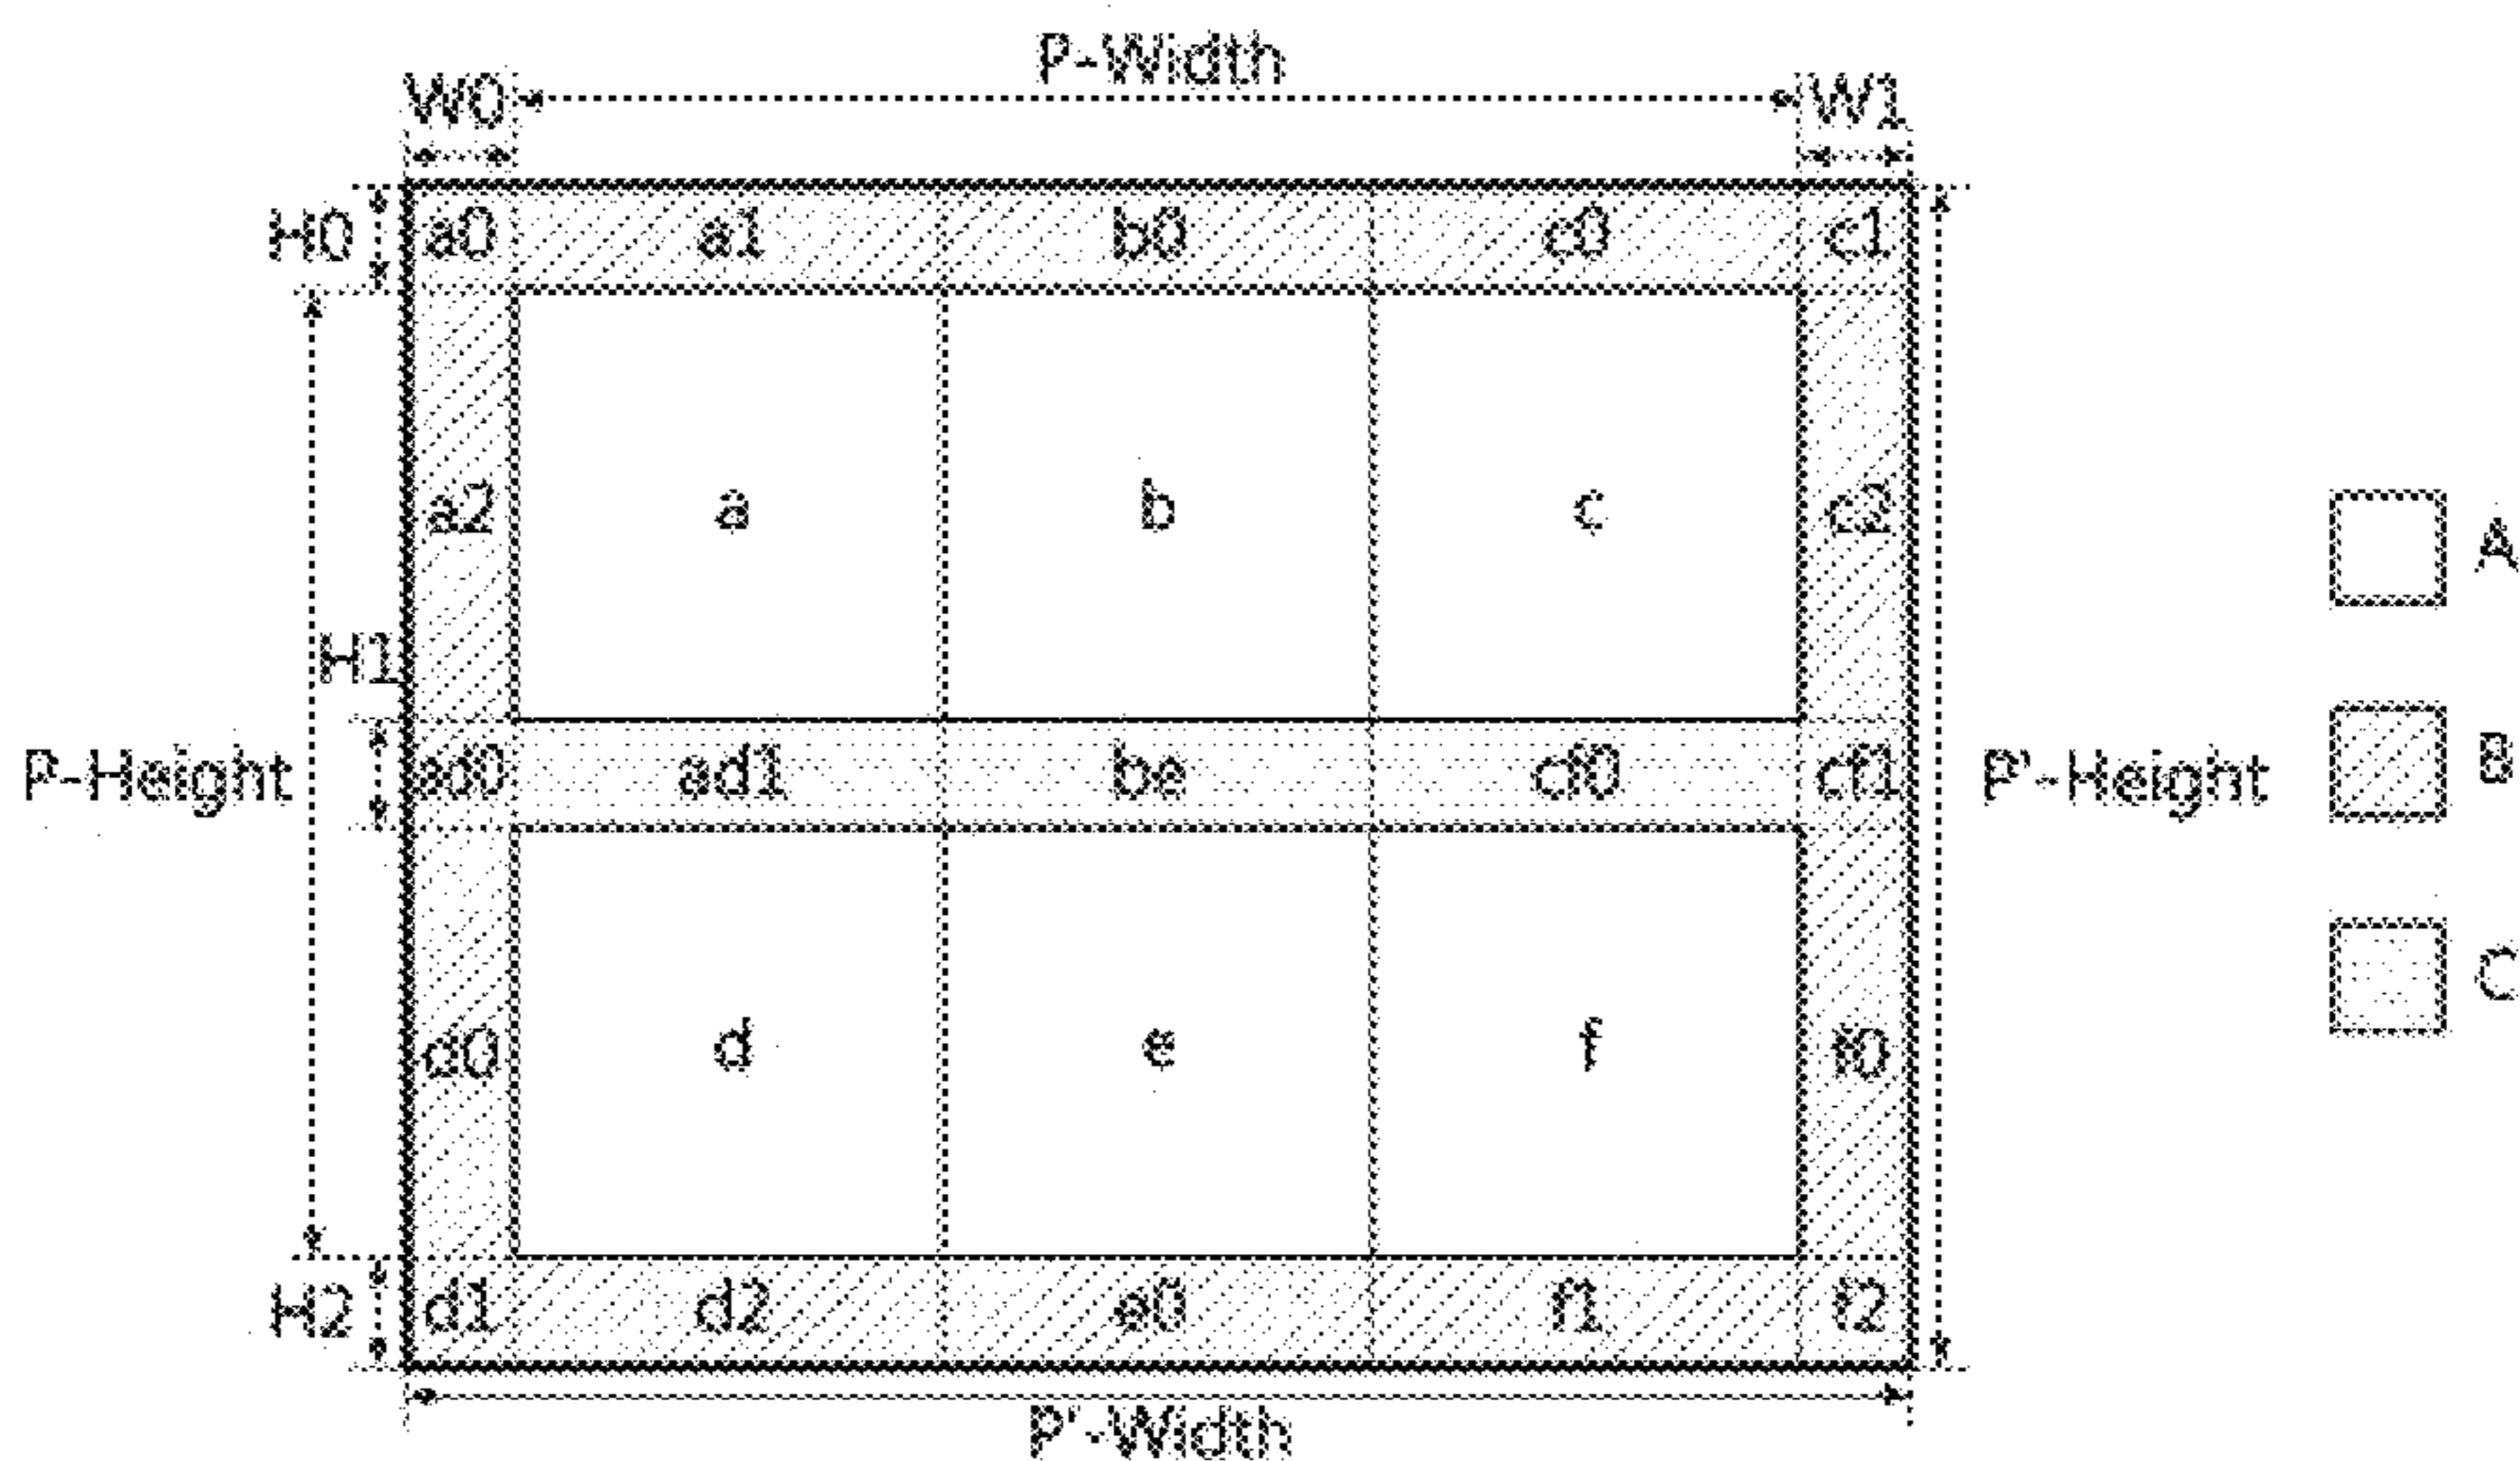 P-Width
W0 W1
H0 a0 a1 b0 c0 c1
a2 a b c c2
A
H1
P-Height ad0 ad1 be cf0 cf1 P'-Height
B
C
d0 d e f f0
H2 d1 d2 e0 f1 f2
P'-Width